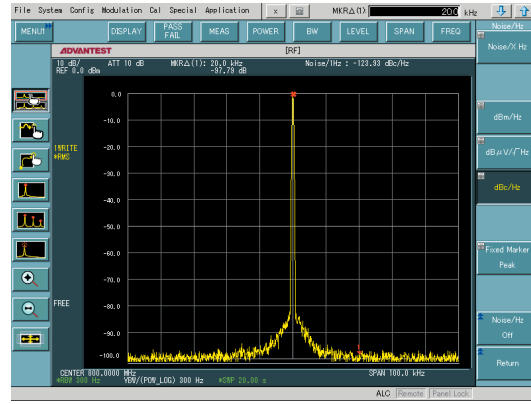 File System Config Modulation Cal Special Application x MKRΔ(1) 20.0 kHz
MENU DISPLAY PASS FAIL MEAS POWER BW LEVEL SPAN FREQ Noise/Hz
ADVANTEST [RF]
Noise/X Hz
10 dB/ ATT 10 dB MKRΔ(1): 20.0 kHz Noise/1Hz : -123.93 dBc/Hz
REF 0.0 dBm -97.79 dB
0.0
-10.0
dBm/Hz
1WRITE
*RMS
-20.0
dBμV/√Hz
-30.0
dBc/Hz
-40.0
-50.0
-60.0
Fixed Marker
Peak
-70.0
FREE
-80.0
Noise/Hz
Off
-90.0
1
-100.0
Return
CENTER 800.0000 MHz SPAN 100.0 kHz
*RBW 300 Hz VBW/(POW_LOG) 300 Hz *SWP 20.00 s
ALC Remote Panel Lock